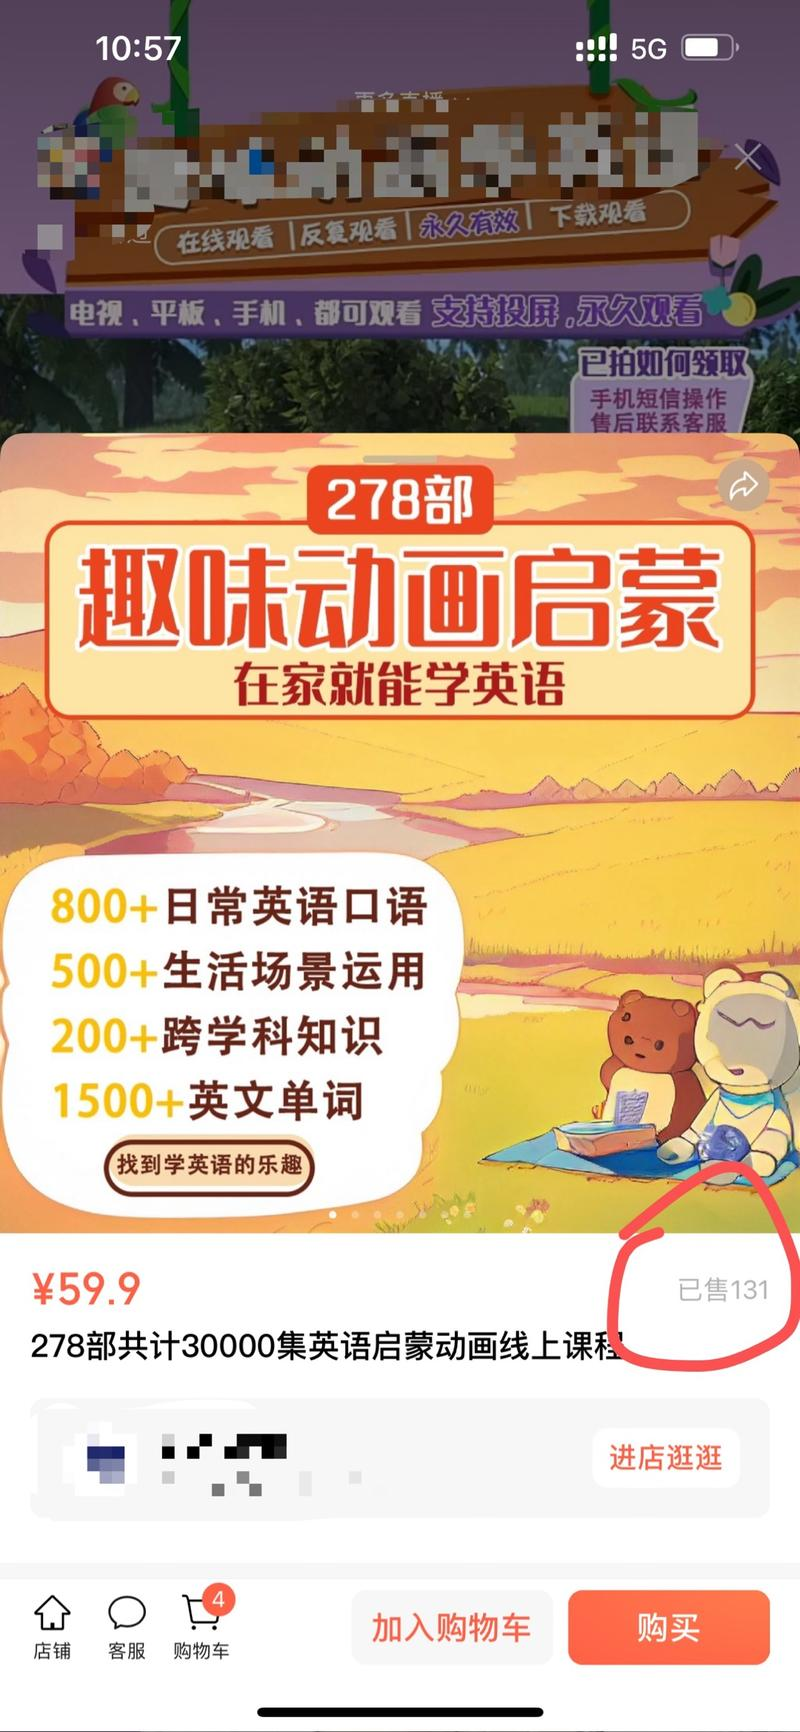 10:57
5G
在线观看 | 反复观看 | 永久有效 | 下载观看
电视、平板、手机、都可观看 支持投屏,永久观看
已拍如何领取
手机短信操作
售后联系客服
278部
趣味动画启蒙
在家就能学英语
800+日常英语口语
500+生活场景运用
200+跨学科知识
1500+英文单词
找到学英语的乐趣
¥59.9
已售131
278部共计30000集英语启蒙动画线上课程
进店逛逛
4
店铺
客服
购物车
加入购物车
购买